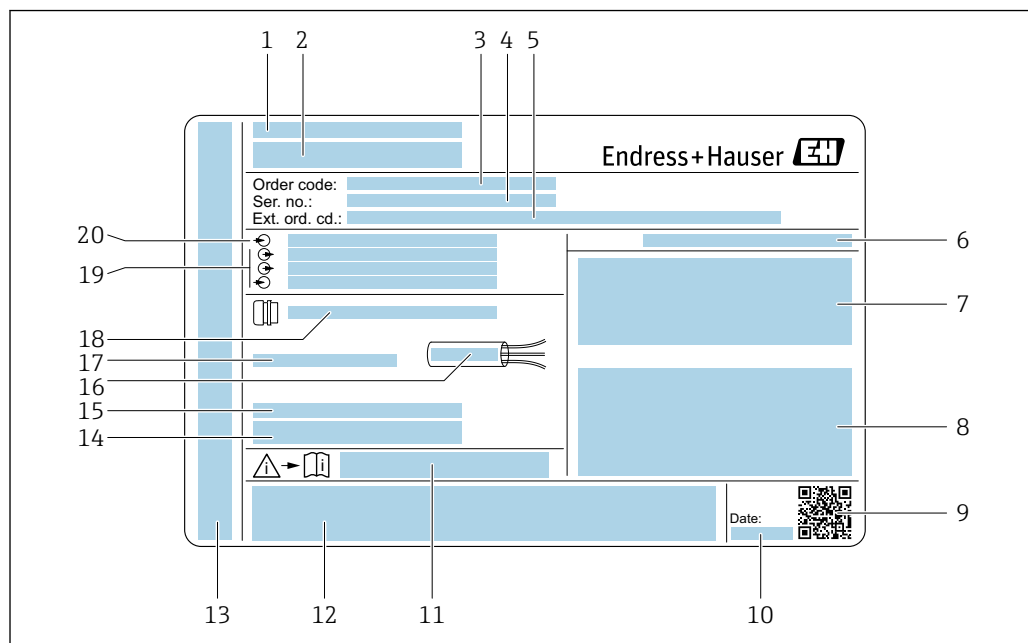 1 2 3 4 5
Endress+Hauser EH
Order code:
Ser. no.:
Ext. ord. cd.:
20
6
19
7
18
17
16
15
14
8
i i
Date:
9
13 12 11 10